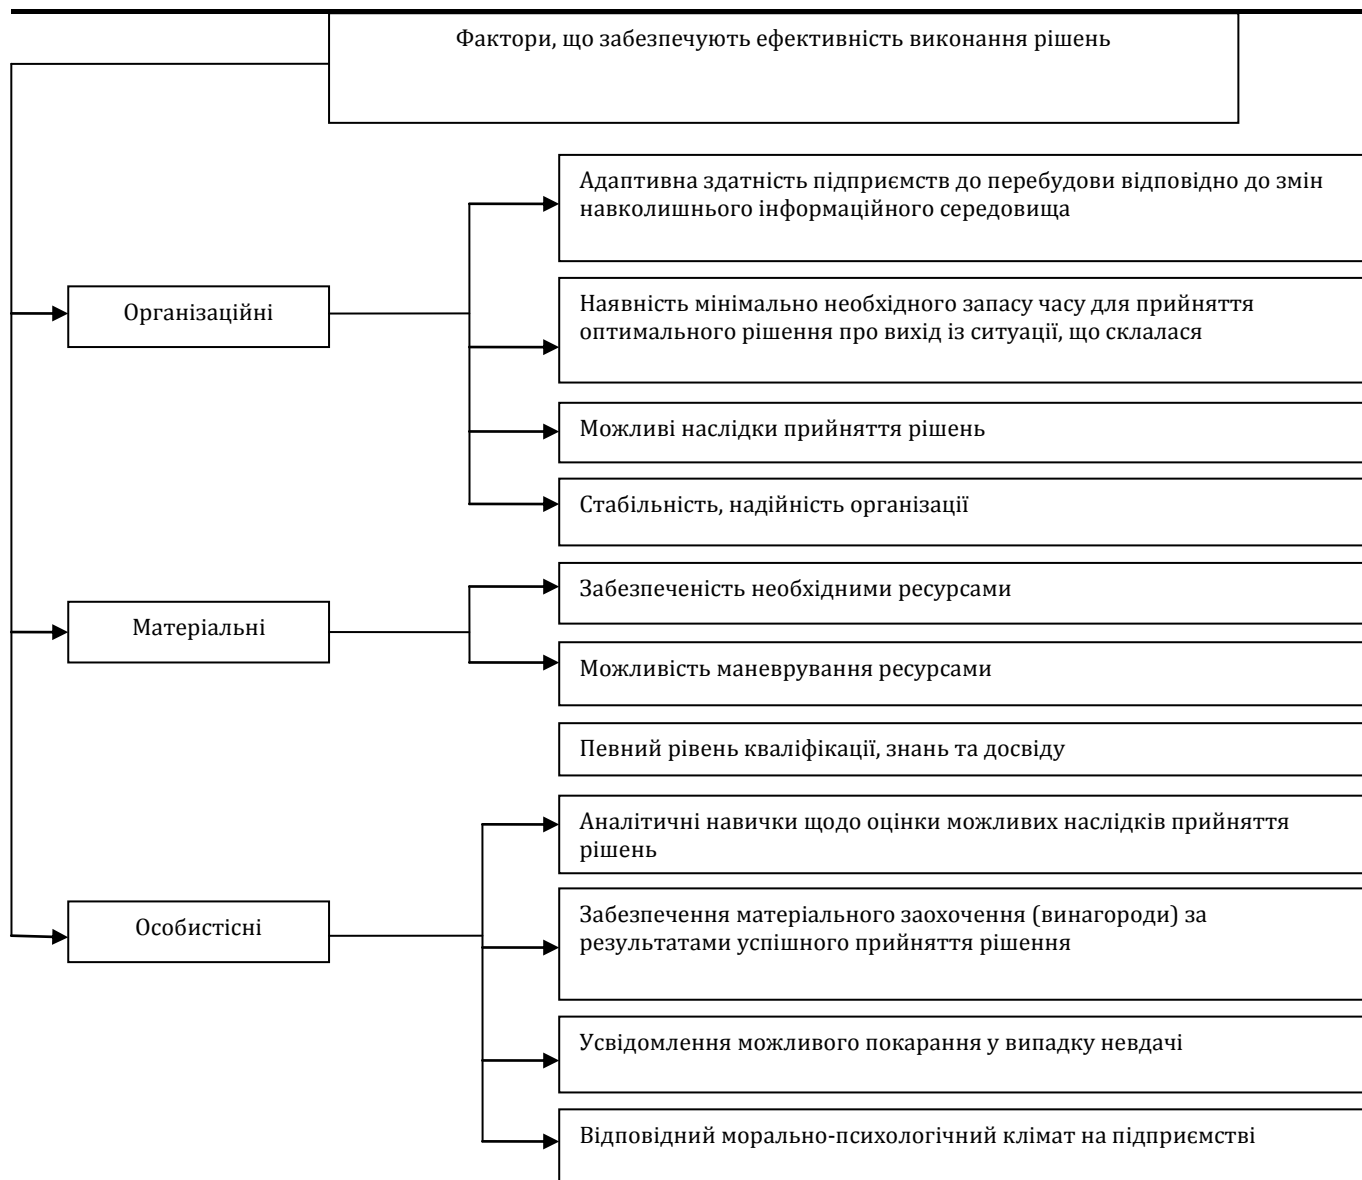 Фактори, що забезпечують ефективність виконання рішень
Адаптивна здатність підприємств до перебудови відповідно до змін
навколишнього інформаційного середовища
Організаційні
Наявність мінімально необхідного запасу часу для прийняття
оптимального рішення про вихід із ситуації, що склалася
Можливі наслідки прийняття рішень
Стабільність, надійність організації
Матеріальні
Забезпеченість необхідними ресурсами
Можливість маневрування ресурсами
Певний рівень кваліфікації, знань та досвіду
Аналітичні навички щодо оцінки можливих наслідків прийняття
рішень
Особистісні
Забезпечення матеріального заохочення (винагороди) за
результатами успішного прийняття рішення
Усвідомлення можливого покарання у випадку невдачі
Відповідний морально-психологічний клімат на підприємстві